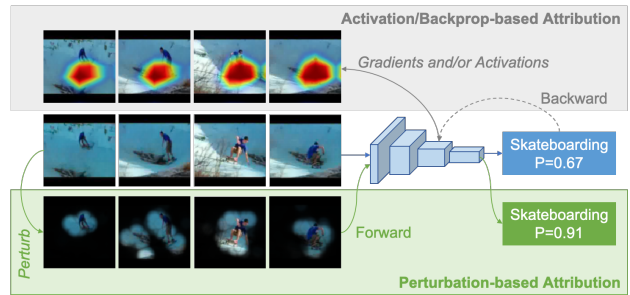 Activation/Backprop-based Attribution
Gradients and/or Activations
Backward
Skateboarding
P=0.67
Skateboarding
P=0.91
Perturb
Forward
Perturbation-based Attribution